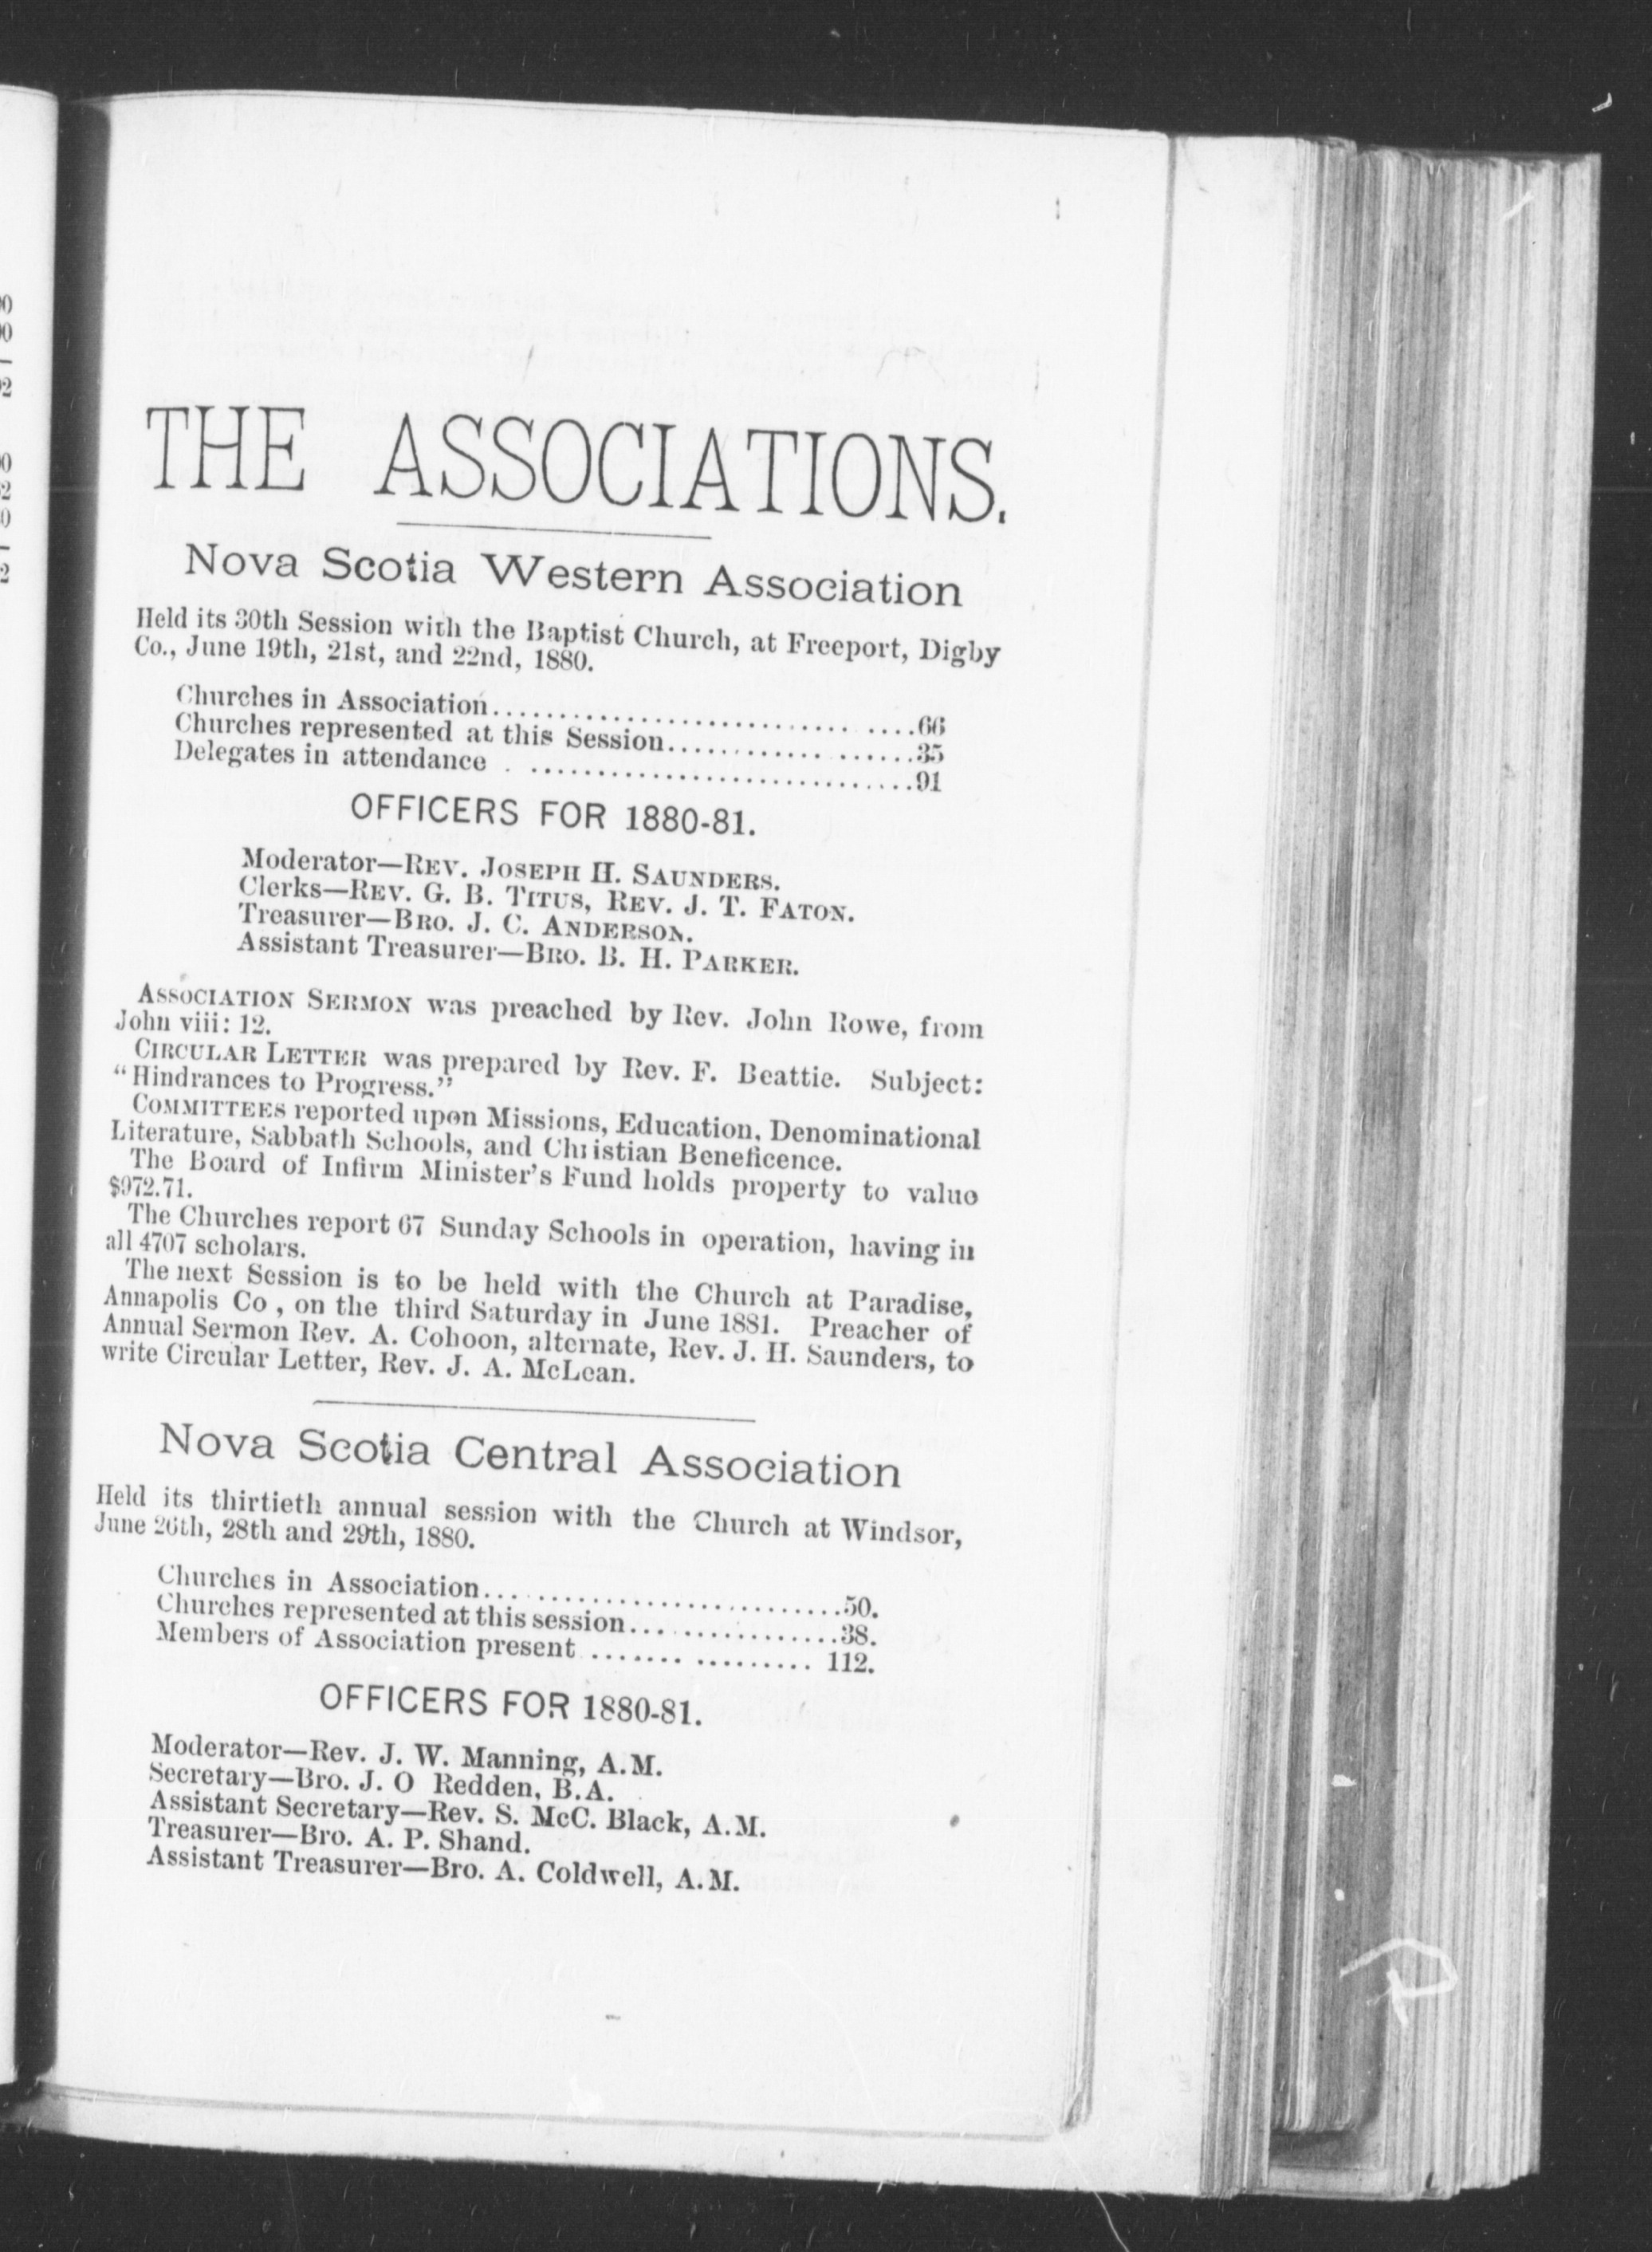 THE ASSOCIATIONS.
Nova Scotia Western Association
Held its 30th Session with the Baptist Church, at Freeport, Digby
Co., June 19th, 21st, and 22nd, 1880.
Churches in Association................................ ....66
Churches represented at this Session.....................35
Delegates in attendance . ..............................91
OFFICERS FOR 1880-81.
Moderator—REV. JOSEPH H. SAUNDERS.
Clerks—REV. G. B. TITUS, REV. J. T. FATON.
Treasurer—BRO. J. C. ANDERSON.
Assistant Treasurer—BRO. B. H. PARKER.
ASSOCIATION SERMON was preached by Rev. John Rowe, from
John viii: 12.
CIRCULAR LETTER was prepared by Rev. F. Beattie. Subject:
"Hindrances to Progress."
COMMITTEES reported upon Missions, Education, Denominational
Literature, Sabbath Schools, and Christian Beneficence.
The Board of Infirm Minister's Fund holds property to value
$972.71.
The Churches report 67 Sunday Schools in operation, having in
all 4707 scholars.
The next Session is to be held with the Church at Paradise,
Annapolis Co , on the third Saturday in June 1881. Preacher of
Annual Sermon Rev. A. Cohoon, alternate, Rev. J. H. Saunders, to
write Circular Letter, Rev. J. A. McLean.
Nova Scotia Central Association
Held its thirtieth annual session with the Church at Windsor,
June 26th, 28th and 29th, 1880.
Churches in Association.............................50.
Churches represented at this session..................38.
Members of Association present ....... ......... 112.
OFFICERS FOR 1880-81.
Moderator—Rev. J. W. Manning, A.M.
Secretary—Bro. J. O Redden, B.A.
Assistant Secretary—Rev. S. McC. Black, A.M.
Treasurer—Bro. A. P. Shand.
Assistant Treasurer—Bro. A. Coldwell, A.M.